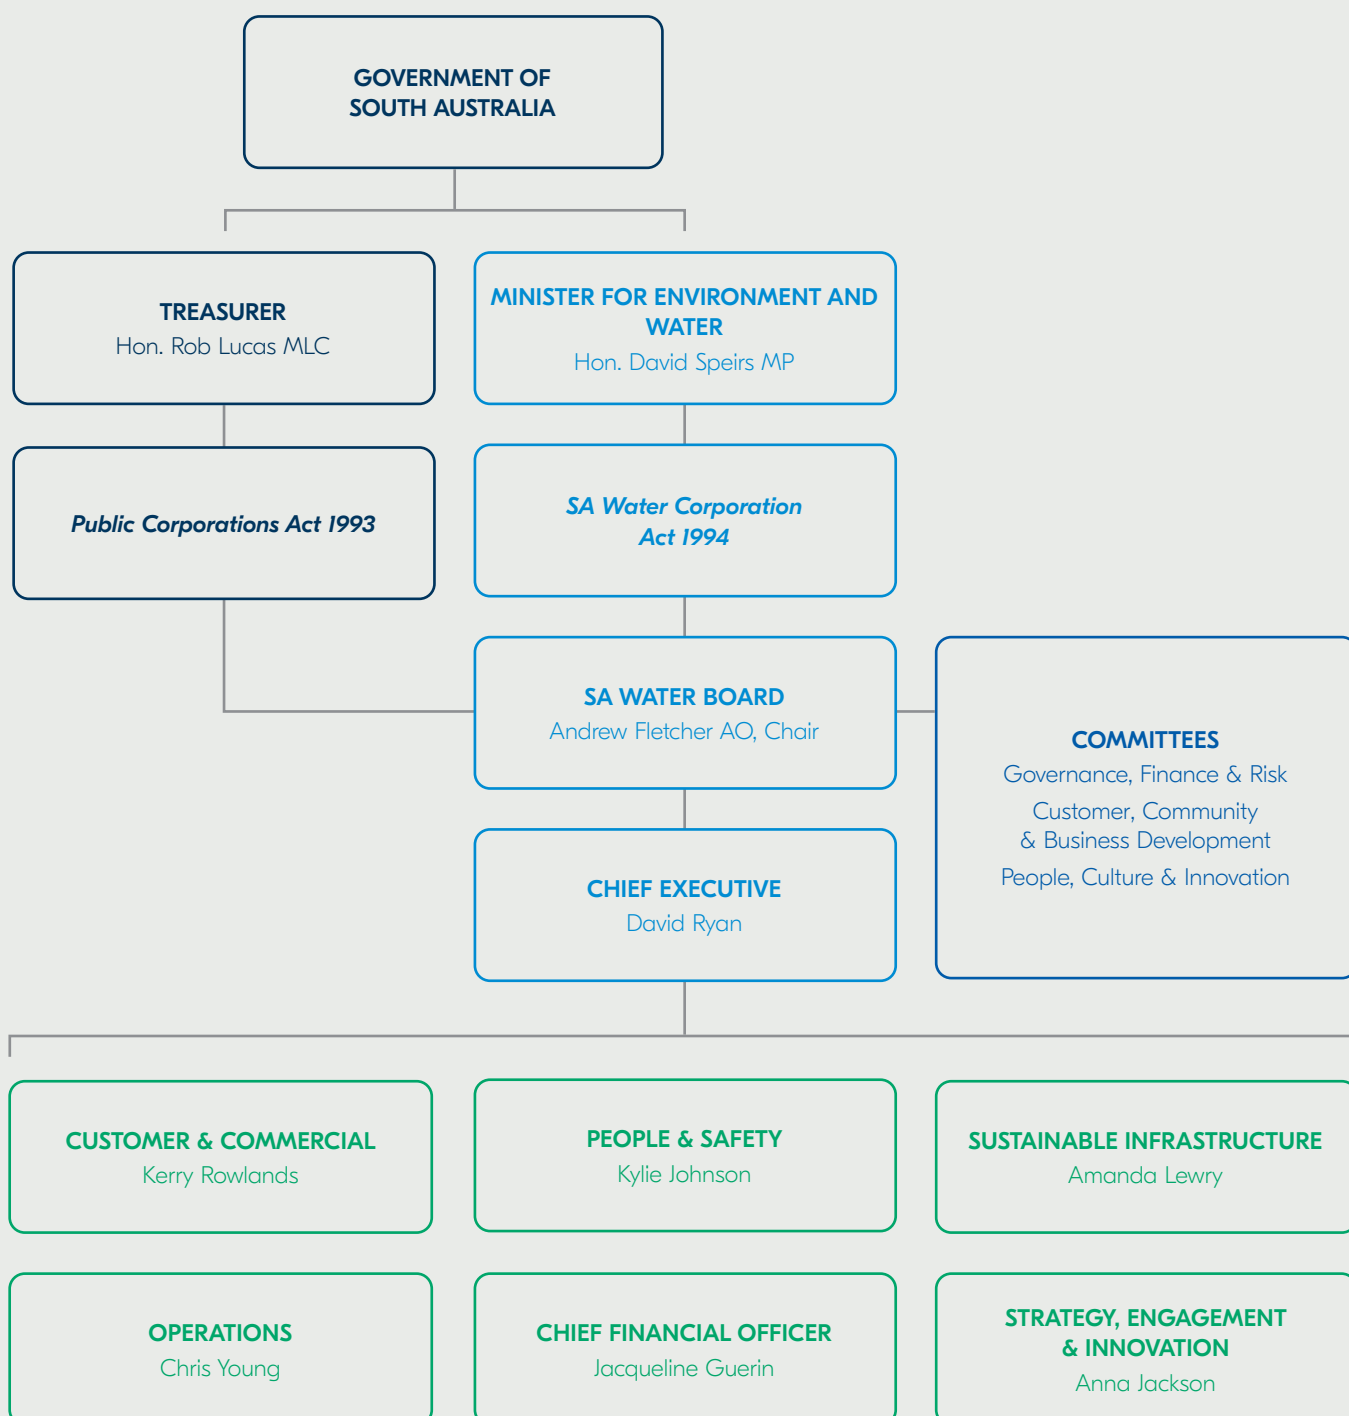 GOVERNMENT OF
SOUTH AUSTRALIA
TREASURER
Hon. Rob Lucas MLC
MINISTER FOR ENVIRONMENT AND
WATER
Hon. David Speirs MP
Public Corporations Act 1993
SA Water Corporation
Act 1994
SA WATER BOARD
Andrew Fletcher AO, Chair
COMMITTEES
Governance, Finance & Risk
Customer, Community
& Business Development
People, Culture & Innovation
CHIEF EXECUTIVE
David Ryan
CUSTOMER & COMMERCIAL
Kerry Rowlands
PEOPLE & SAFETY
Kylie Johnson
SUSTAINABLE INFRASTRUCTURE
Amanda Lewry
OPERATIONS
Chris Young
CHIEF FINANCIAL OFFICER
Jacqueline Guerin
STRATEGY, ENGAGEMENT
& INNOVATION
Anna Jackson